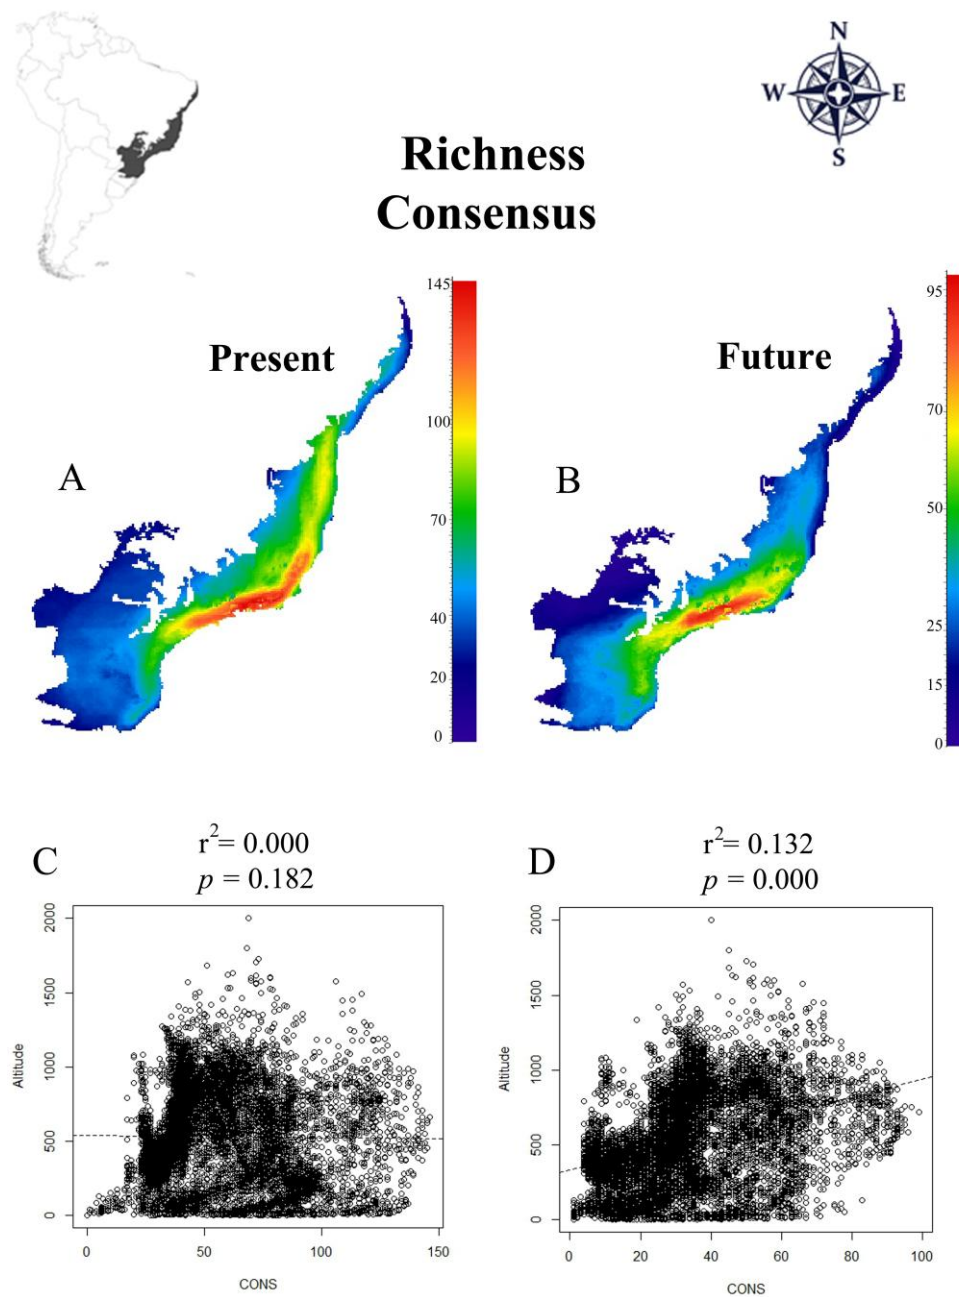 N
W E
S
Richness
Consensus
Present
Future
A
B
145
100
70
40
20
0
95
70
50
25
15
0
C
r²= 0.000
p = 0.182
D
r²= 0.132
p = 0.000
Altitude
2000
1500
1000
500
0
0 50 100 150
CONS
Altitude
2000
1500
1000
500
0
0 20 40 60 80 100
CONS